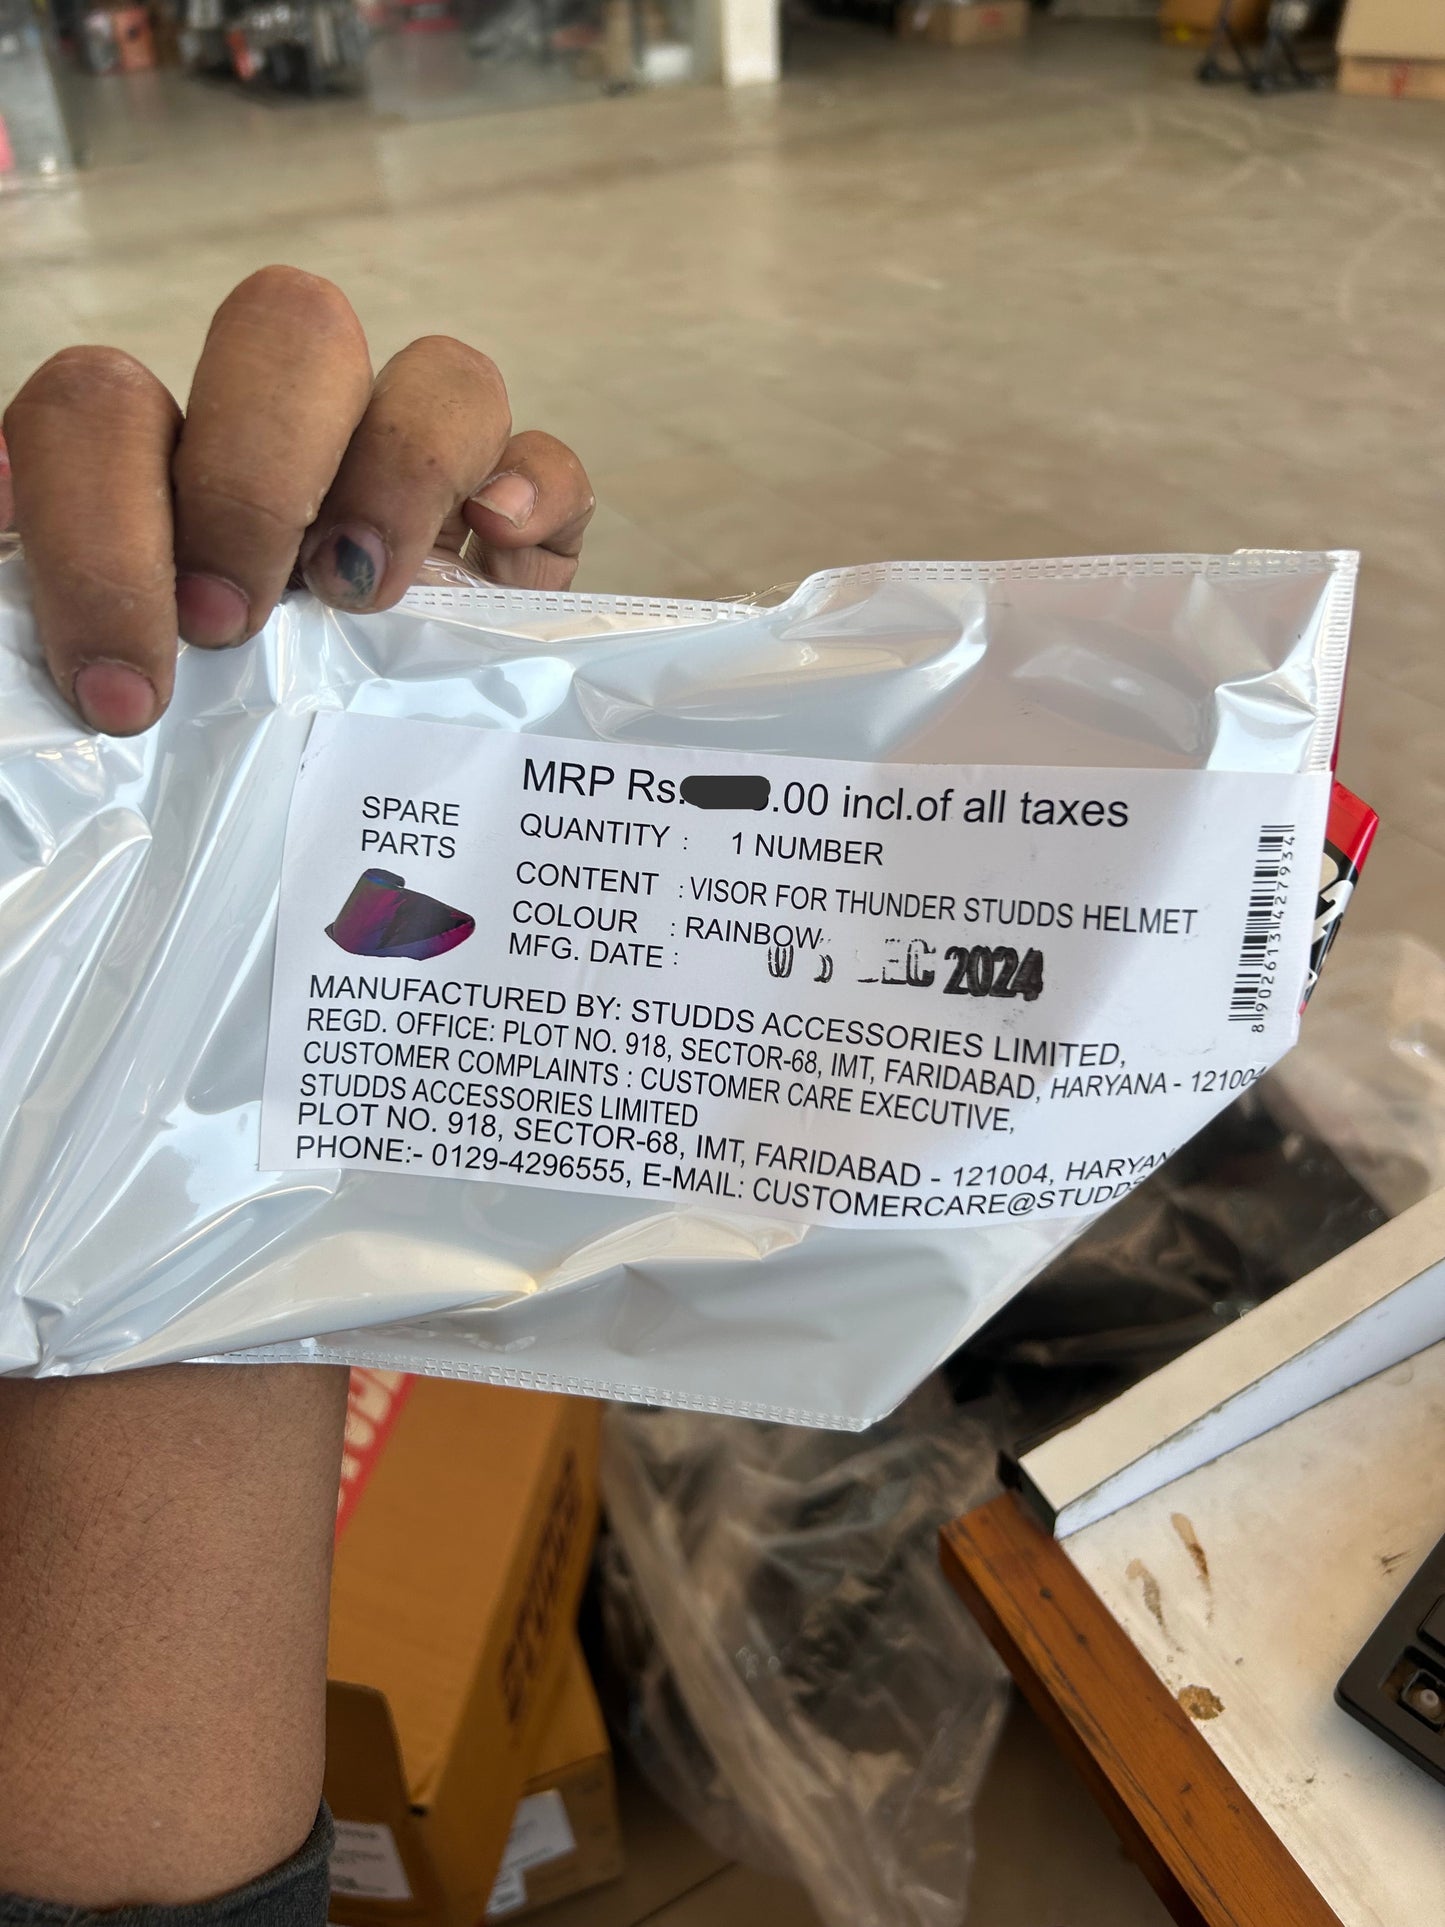 SPARE
PARTS
MRP Rs. .00 incl.of all taxes
QUANTITY : 1 NUMBER
CONTENT : VISOR FOR THUNDER STUDDS HELMET
COLOUR : RAINBOW
MFG. DATE : 2024
MANUFACTURED BY: STUDDS ACCESSORIES LIMITED,
REGD. OFFICE: PLOT NO. 918, SECTOR-68, IMT, FARIDABAD, HARYANA - 121004
CUSTOMER COMPLAINTS : CUSTOMER CARE EXECUTIVE,
STUDDS ACCESSORIES LIMITED
PLOT NO. 918, SECTOR-68, IMT, FARIDABAD - 121004, HARYAN
PHONE:- 0129-4296555, E-MAIL: CUSTOMERCARE@STUDDS
8902613427934